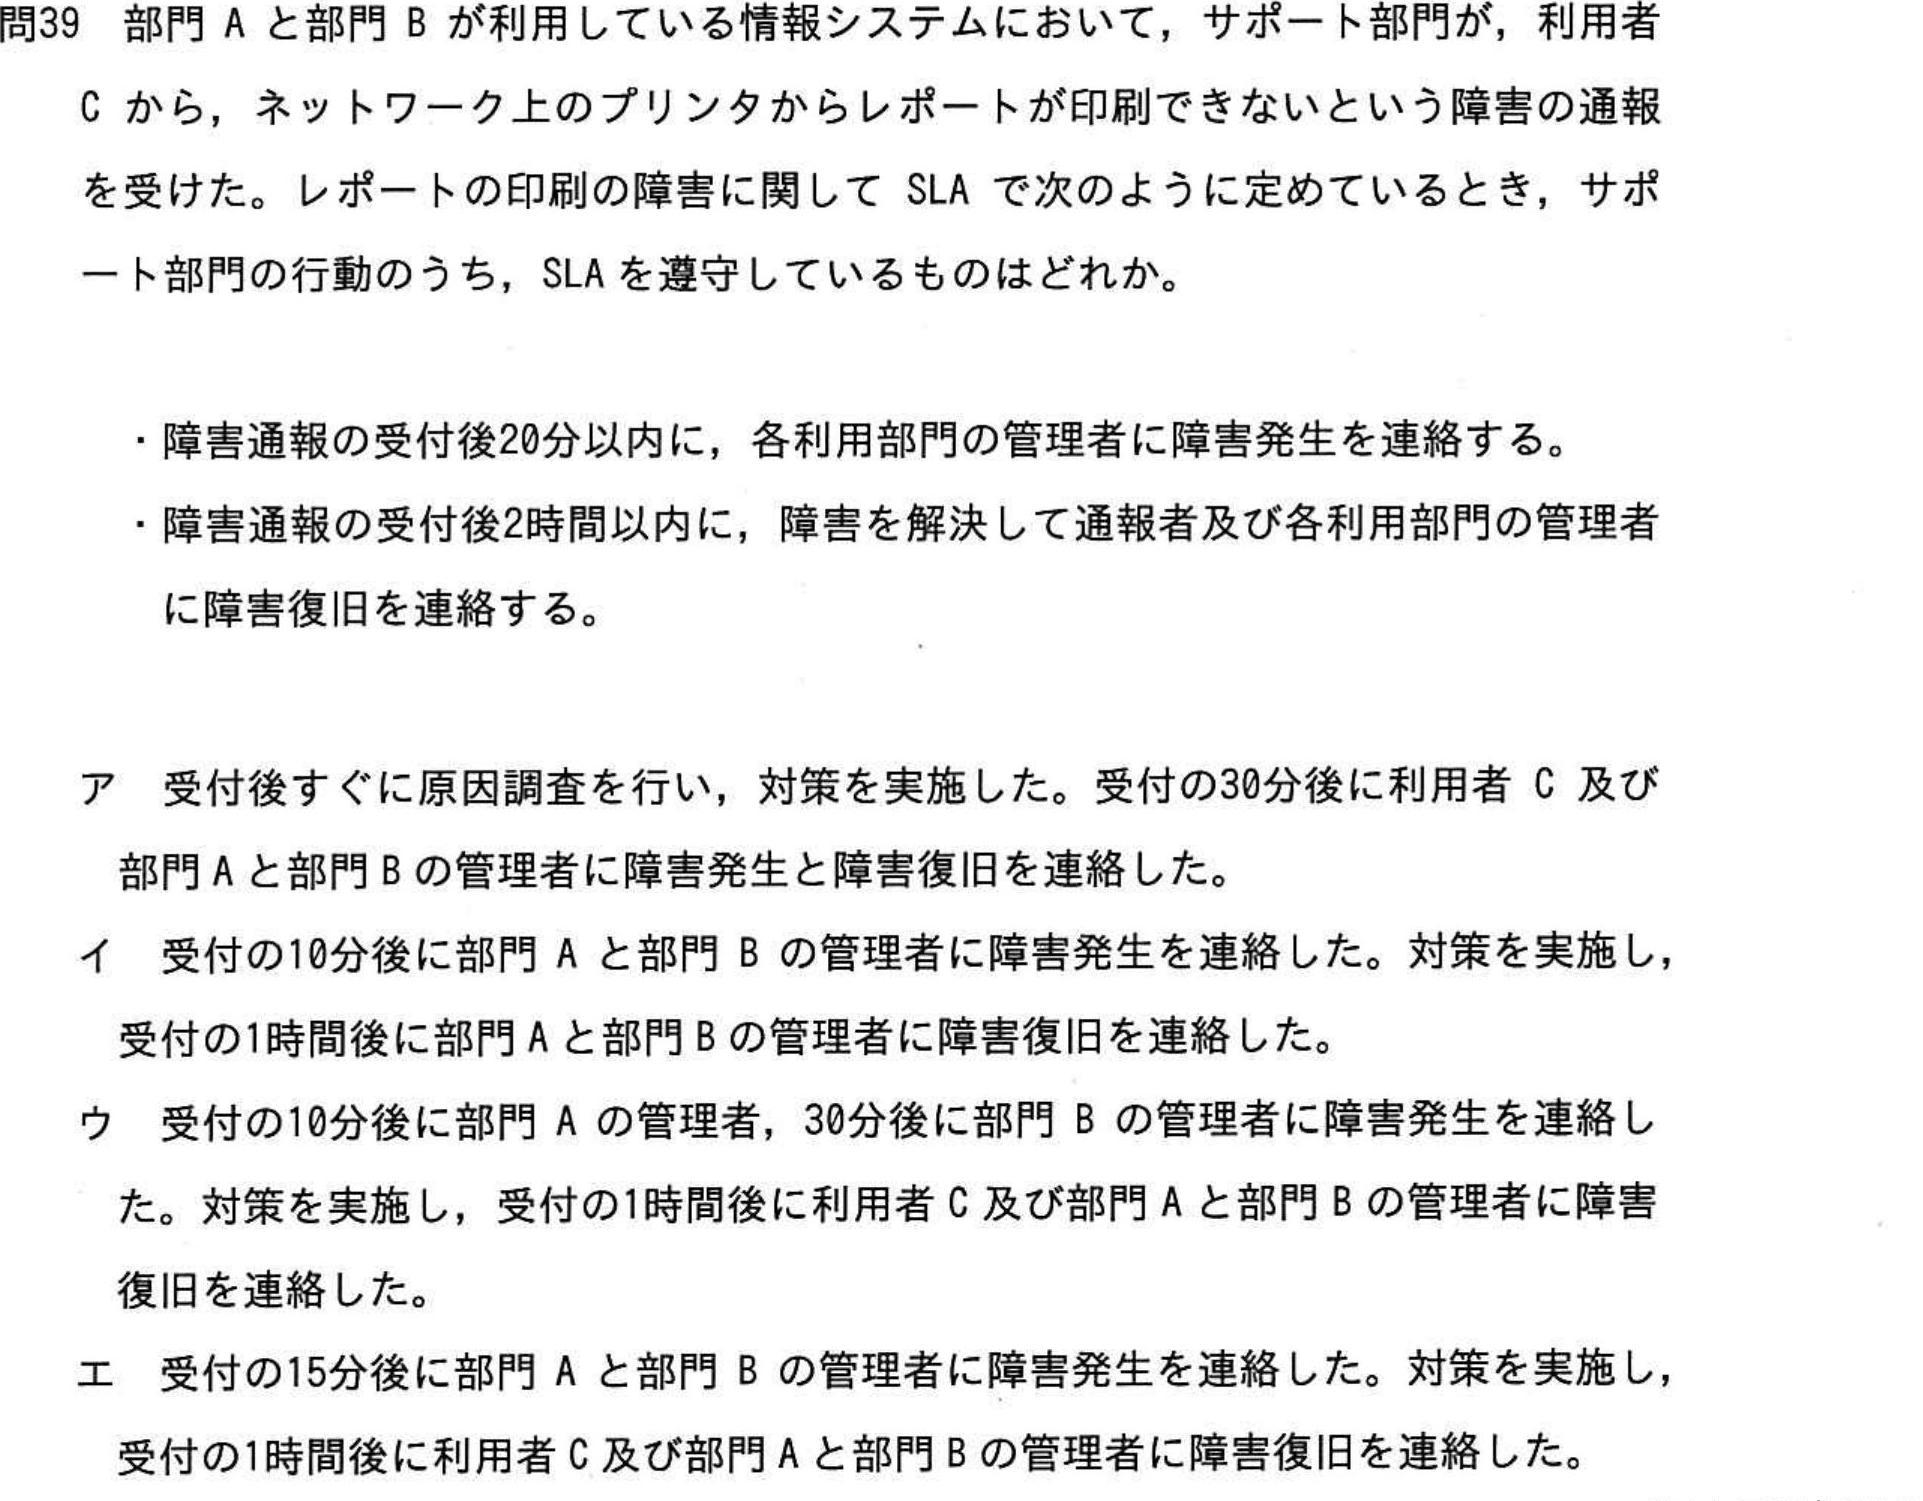 問39 部門 A と部門 B が利用している情報システムにおいて，サポート部門が，利用者
C から，ネットワーク上のプリンタからレポートが印刷できないという障害の通報
を受けた。レポートの印刷の障害に関して SLA で次のように定めているとき，サポ
ート部門の行動のうち，SLA を遵守しているものはどれか。
・障害通報の受付後20分以内に，各利用部門の管理者に障害発生を連絡する。
・障害通報の受付後2時間以内に，障害を解決して通報者及び各利用部門の管理者
に障害復旧を連絡する。
ア 受付後すぐに原因調査を行い，対策を実施した。受付の30分後に利用者 C 及び
部門 A と部門 B の管理者に障害発生と障害復旧を連絡した。
イ 受付の10分後に部門 A と部門 B の管理者に障害発生を連絡した。対策を実施し，
受付の1時間後に部門 A と部門 B の管理者に障害復旧を連絡した。
ウ 受付の10分後に部門 A の管理者，30分後に部門 B の管理者に障害発生を連絡し
た。対策を実施し，受付の1時間後に利用者 C 及び部門 A と部門 B の管理者に障害
復旧を連絡した。
エ 受付の15分後に部門 A と部門 B の管理者に障害発生を連絡した。対策を実施し，
受付の1時間後に利用者 C 及び部門 A と部門 B の管理者に障害復旧を連絡した。